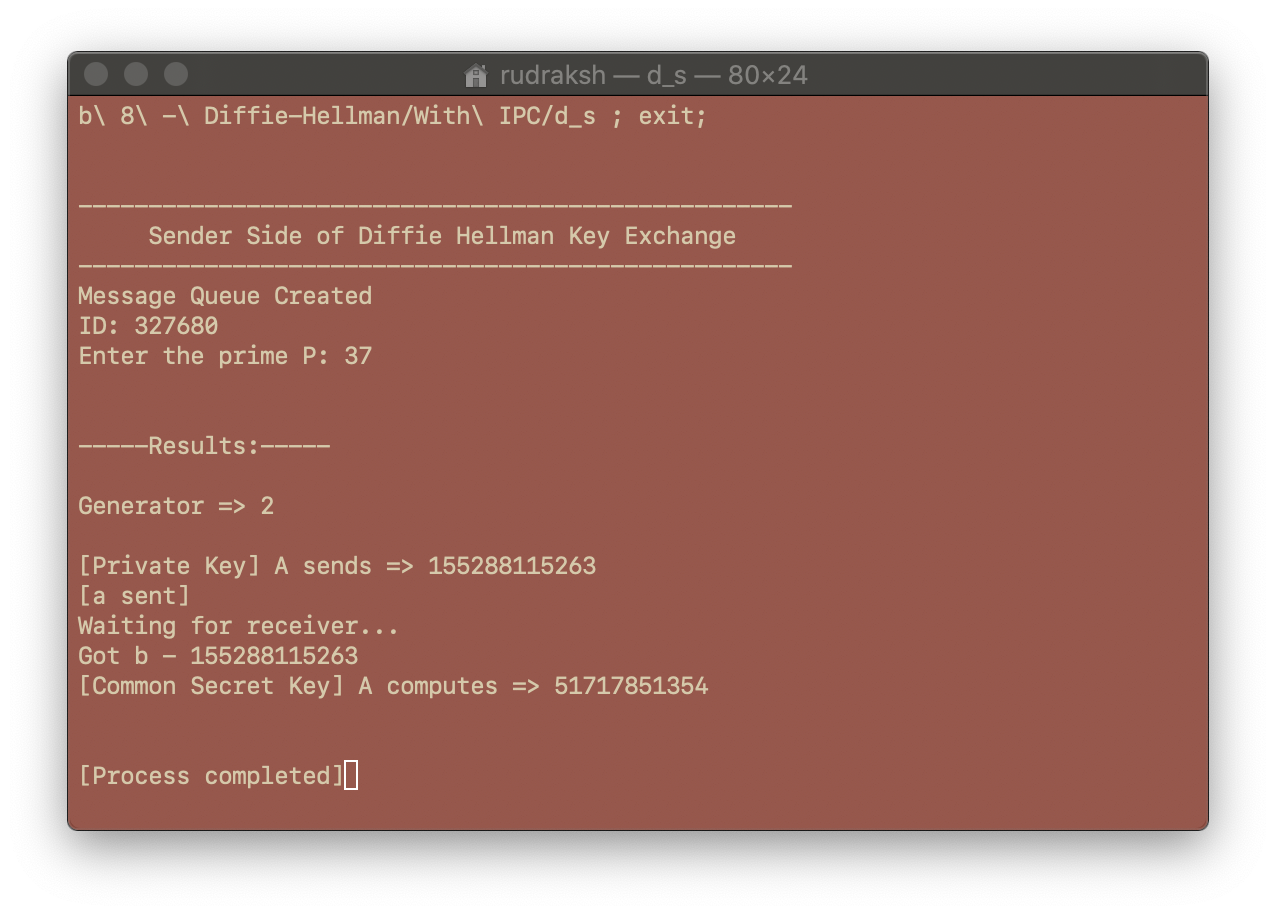 rudraksh — d_s — 80×24
b\ 8\ -\ Diffie-Hellman/With\ IPC/d_s ; exit;
---------------------------------------------------
Sender Side of Diffie Hellman Key Exchange
---------------------------------------------------
Message Queue Created
ID: 327680
Enter the prime P: 37
-----Results:-----
Generator => 2
[Private Key] A sends => 155288115263
[a sent]
Waiting for receiver...
Got b - 155288115263
[Common Secret Key] A computes => 51717851354
[Process completed]